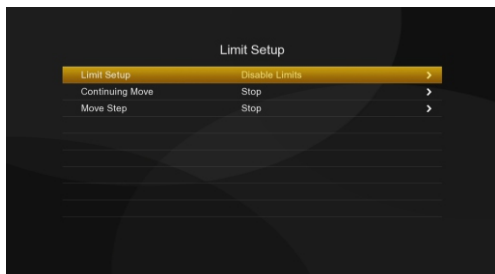 Limit Setup
Limit Setup Disable Limits
Continuing Move Stop
Move Step Stop